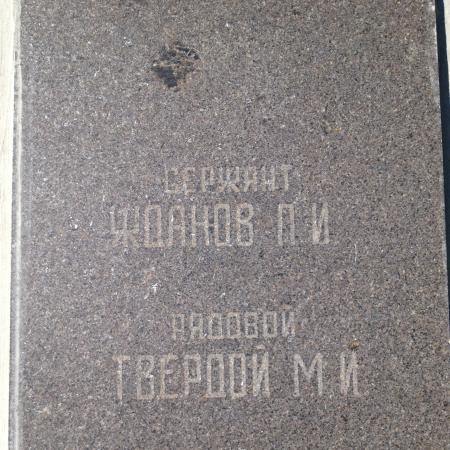 СЕРЖАНТ
ЖДАНОВ П. И.
РЯДОВОЙ
ТВЕРДОЙ М. И.